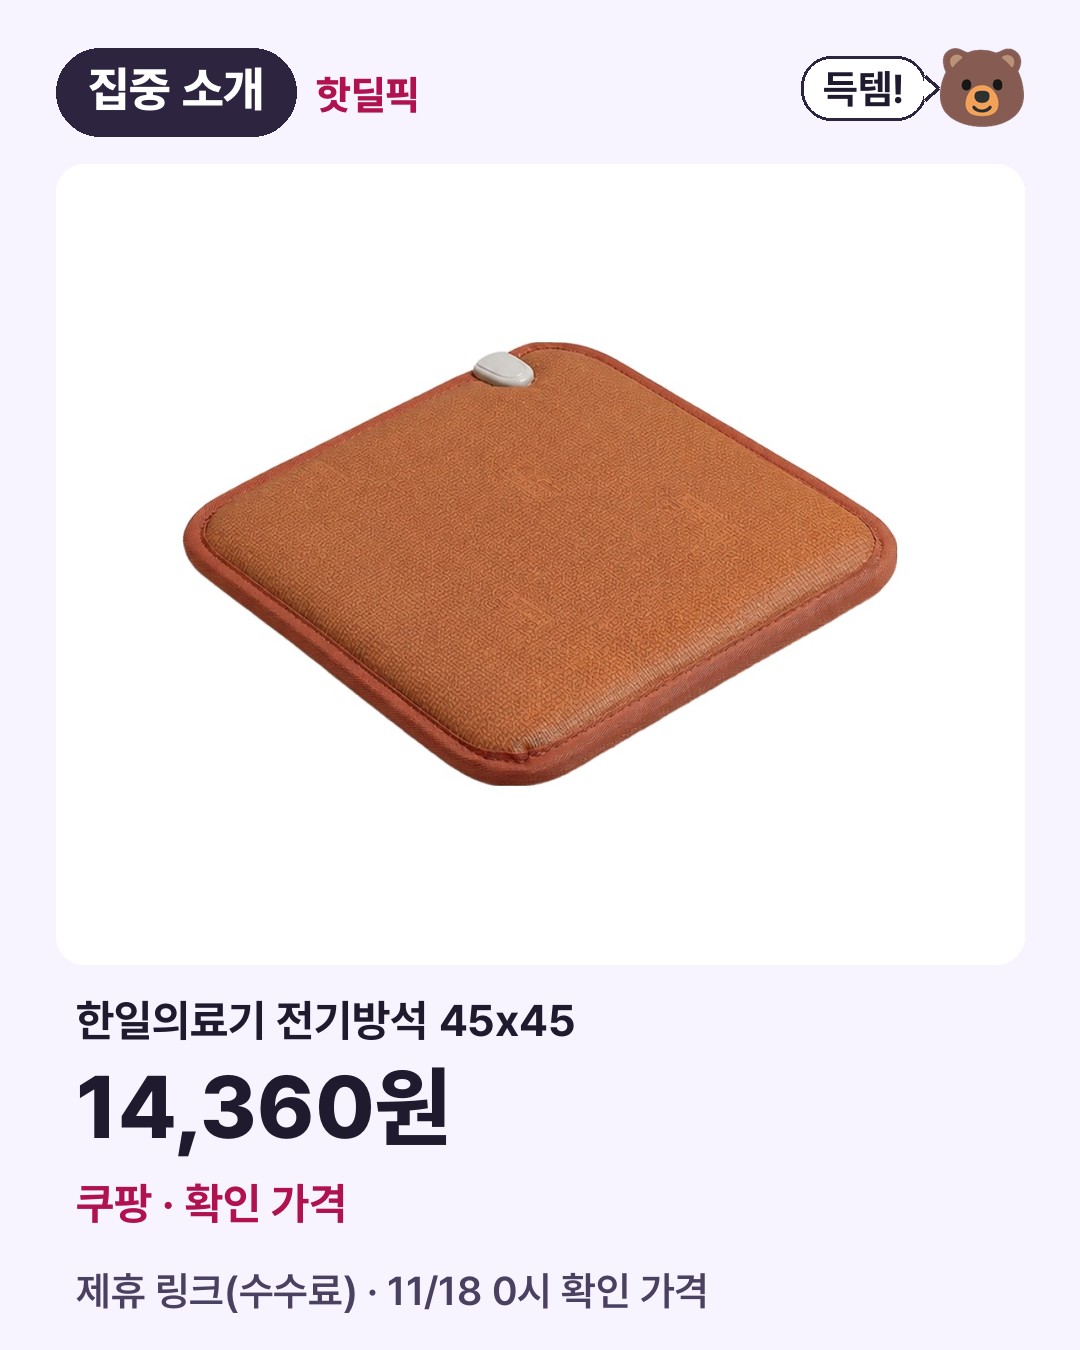 집중 소개
핫딜픽
득템!
한일의료기 전기방석 45x45
14,360원
쿠팡 · 확인 가격
제휴 링크(수수료) · 11/18 0시 확인 가격